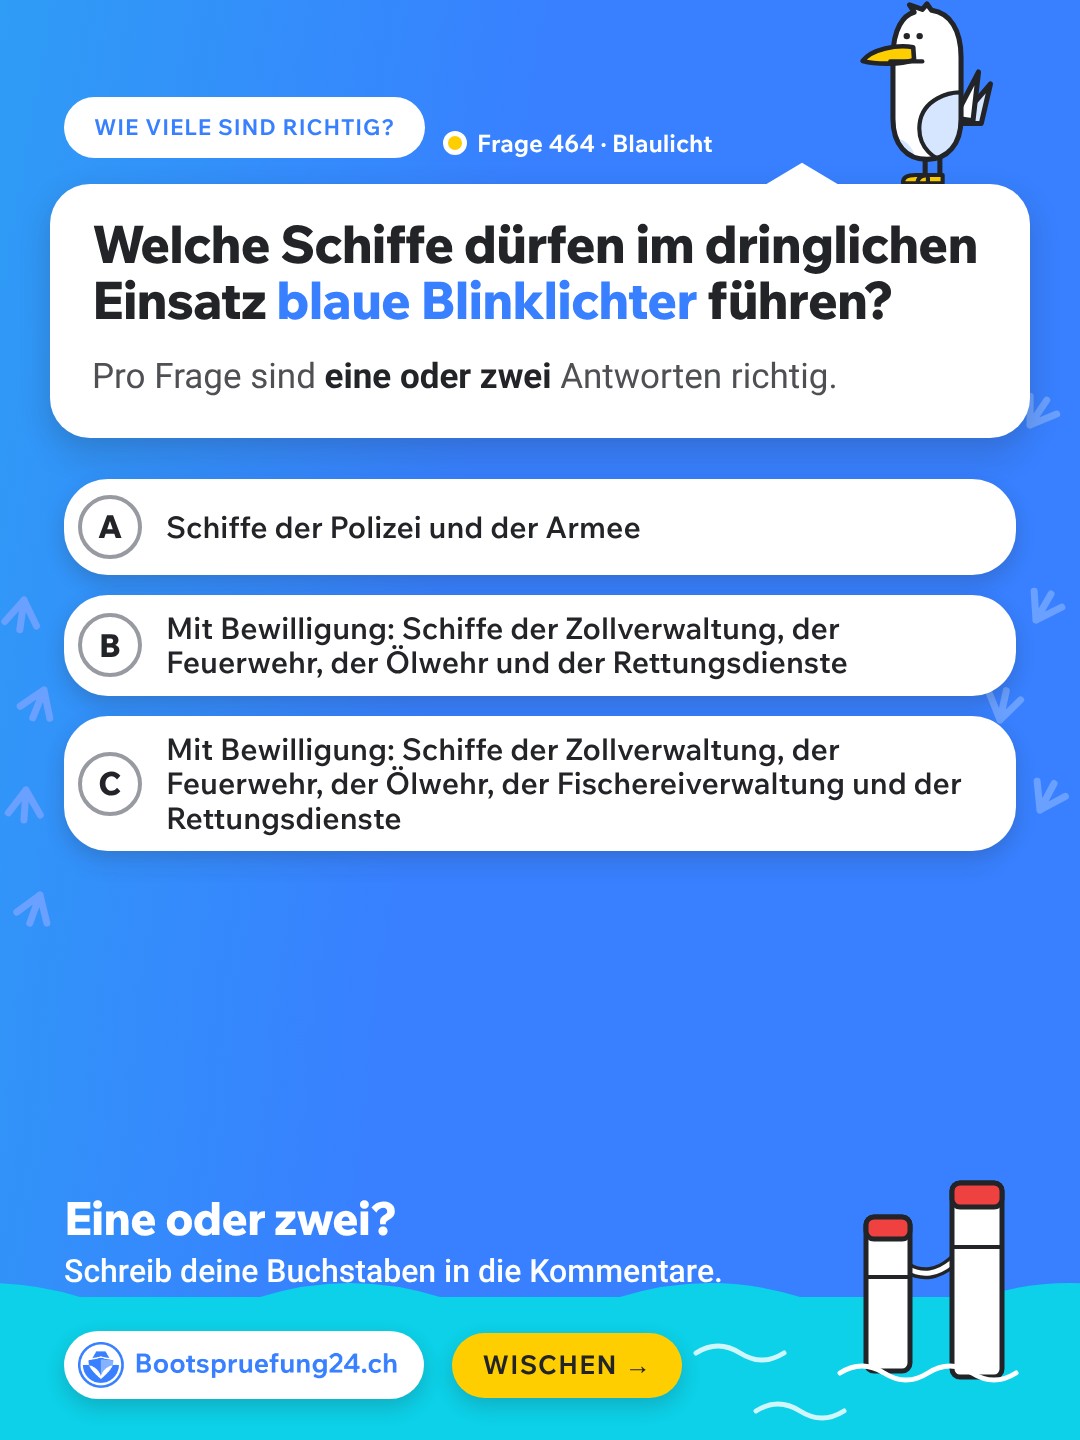 WIE VIELE SIND RICHTIG?
Frage 464 · Blaulicht
Welche Schiffe dürfen im dringlichen
Einsatz blaue Blinklichter führen?
Pro Frage sind eine oder zwei Antworten richtig.
A
Schiffe der Polizei und der Armee
B
Mit Bewilligung: Schiffe der Zollverwaltung, der
Feuerwehr, der Ölwehr und der Rettungsdienste
C
Mit Bewilligung: Schiffe der Zollverwaltung, der
Feuerwehr, der Ölwehr, der Fischereiverwaltung und der
Rettungsdienste
Eine oder zwei?
Schreib deine Buchstaben in die Kommentare.
Bootspruefung24.ch
WISCHEN →